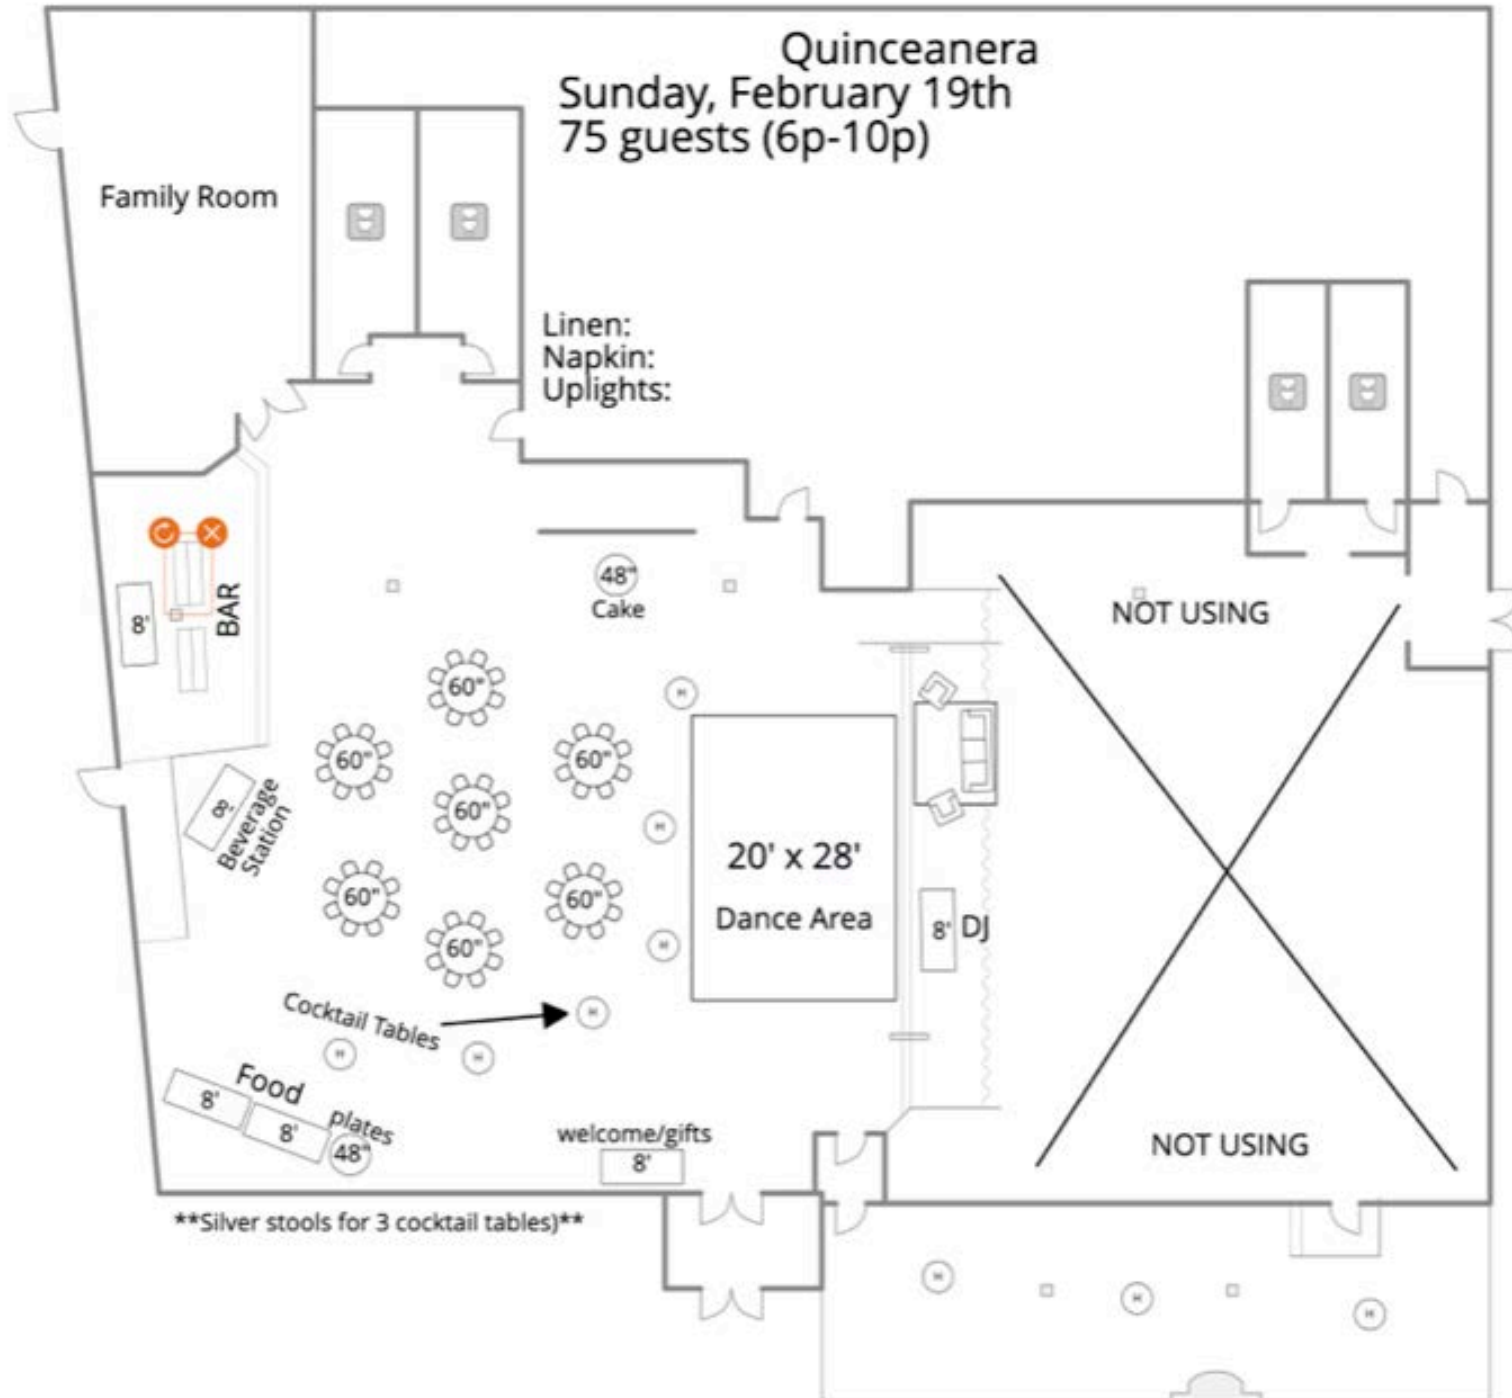 Quinceanera
Sunday, February 19th
75 guests (6p-10p)
Family Room
Linen:
Napkin:
Uplights:
48"
Cake
NOT USING
8'
BAR
60"
60"
60"
60"
60"
60"
60"
H
H
H
8'
Beverage
Station
20' x 28'
Dance Area
8'
DJ
Cocktail Tables
H
H
H
Food
8'
8'
plates
48"
welcome/gifts
8'
NOT USING
**Silver stools for 3 cocktail tables)**
H
H
H